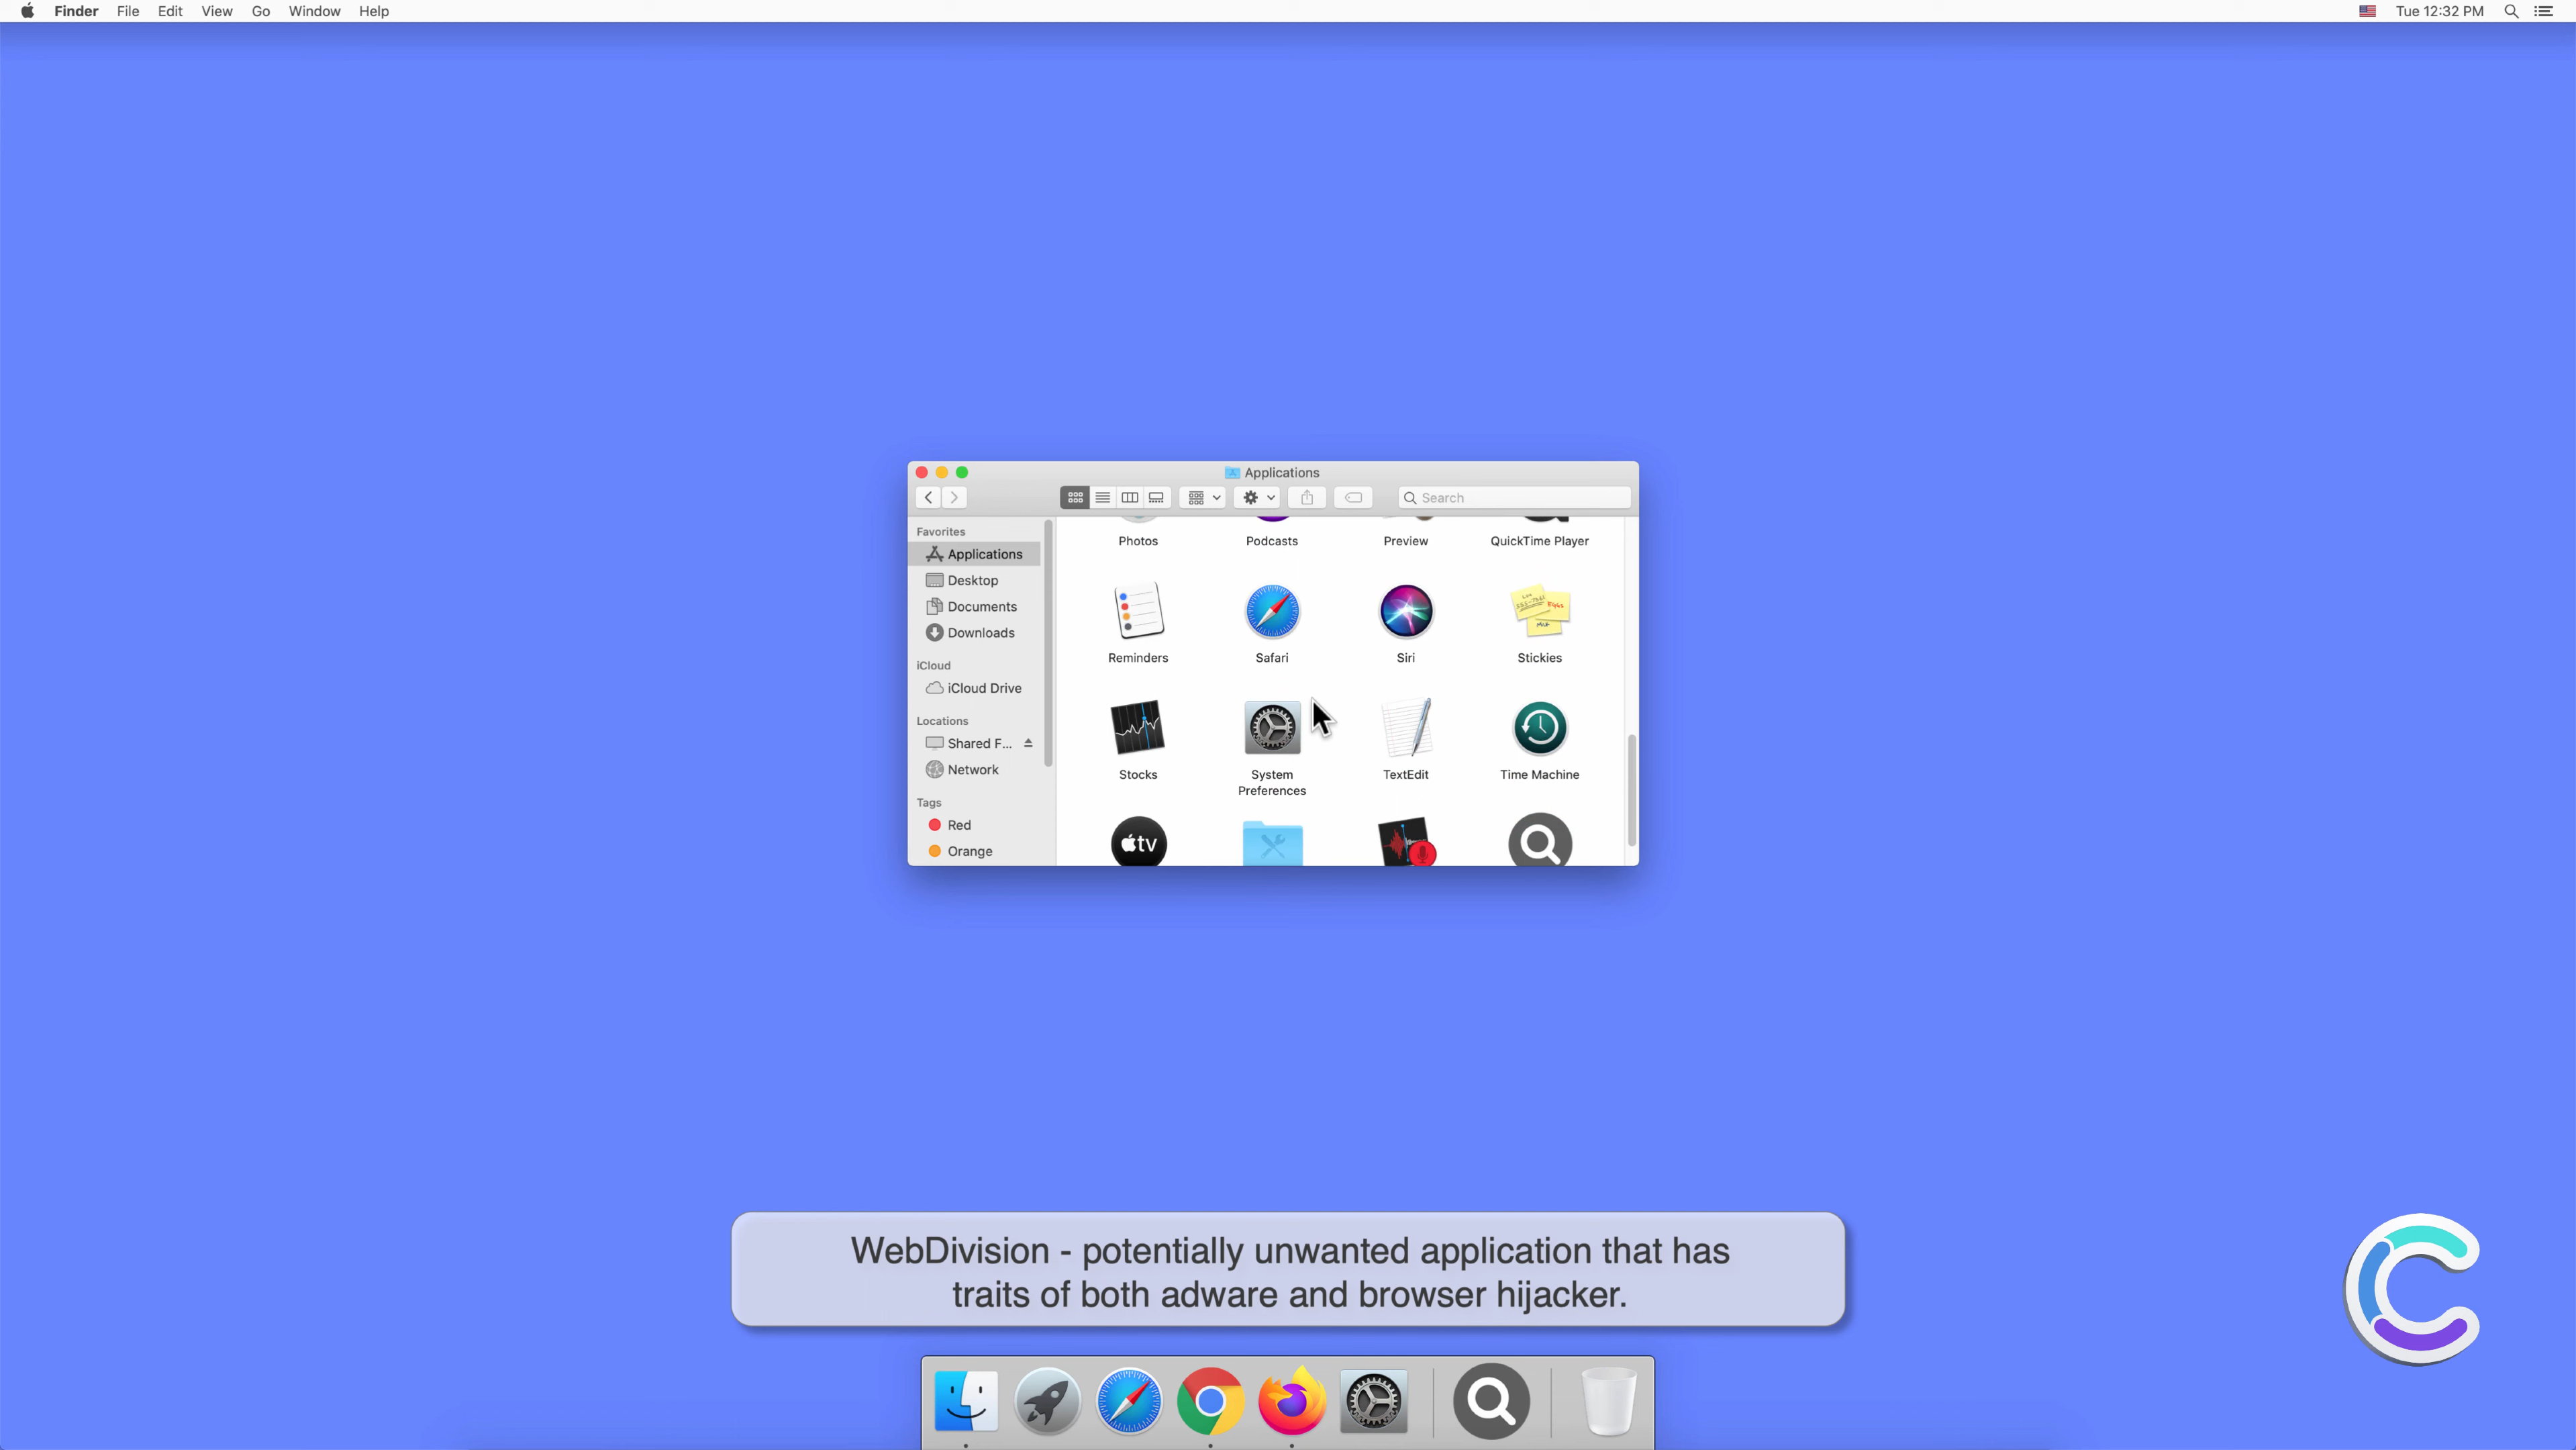 Finder File Edit View Go Window Help
Tue 12:32 PM
Applications
Search
Favorites
Applications
Desktop
Documents
Downloads
iCloud
iCloud Drive
Locations
Shared F...
Network
Tags
Red
Orange
Photos Podcasts Preview QuickTime Player
Reminders Safari Siri Stickies
Stocks System TextEdit Time Machine
Preferences
tv
WebDivision - potentially unwanted application that has
traits of both adware and browser hijacker.